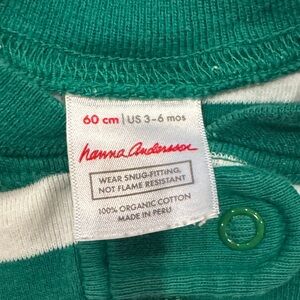 60 cm | US 3-6 mos
hanna andersson
WEAR SNUG-FITTING,
NOT FLAME RESISTANT
100% ORGANIC COTTON
MADE IN PERU